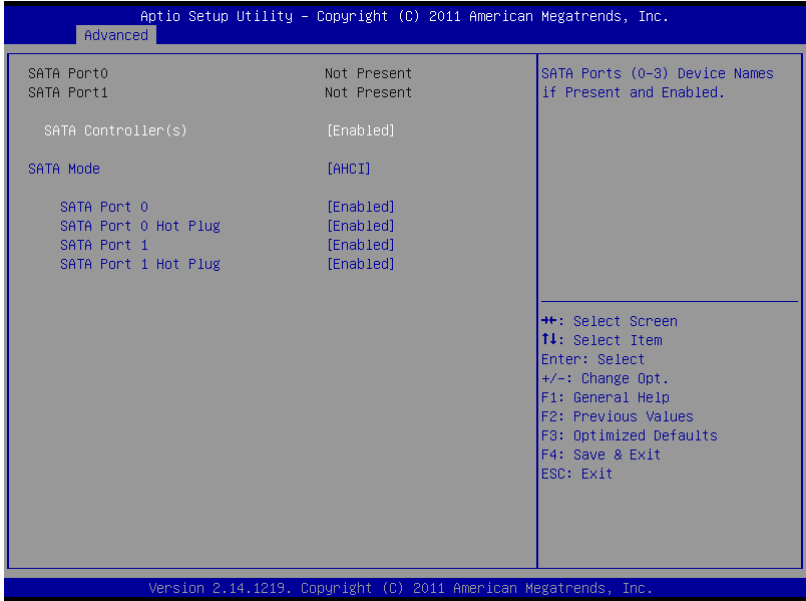 Aptio Setup Utility – Copyright (C) 2011 American Megatrends, Inc.
Advanced
SATA Port0 Not Present
SATA Port1 Not Present
SATA Controller(s) [Enabled]
SATA Mode [AHCI]
SATA Port 0 [Enabled]
SATA Port 0 Hot Plug [Enabled]
SATA Port 1 [Enabled]
SATA Port 1 Hot Plug [Enabled]
SATA Ports (0-3) Device Names
if Present and Enabled.
→←: Select Screen
↑↓: Select Item
Enter: Select
+/-: Change Opt.
F1: General Help
F2: Previous Values
F3: Optimized Defaults
F4: Save & Exit
ESC: Exit
Version 2.14.1219. Copyright (C) 2011 American Megatrends, Inc.